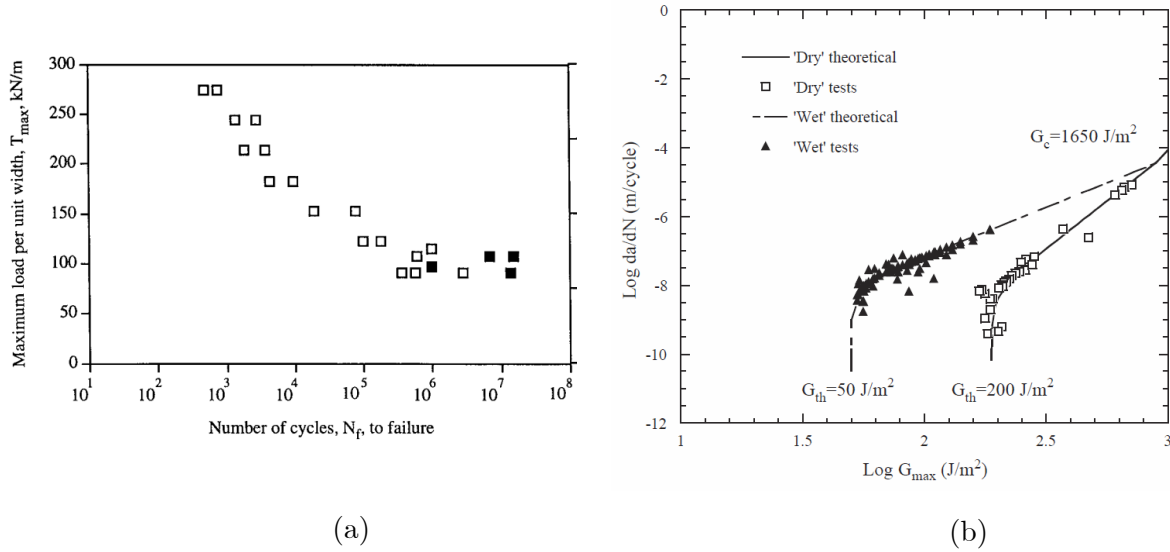 300
250
200
150
100
50
0
10^1
10^2
10^3
10^4
10^5
10^6
10^7
10^8
Maximum load per unit width, T_max, kN/m
Number of cycles, N_f, to failure
(a)
0
-2
-4
-6
-8
-10
-12
1
1.5
2
2.5
3
Log da/dN (m/cycle)
Log G_max (J/m^2)
'Dry' theoretical
'Dry' tests
'Wet' theoretical
'Wet' tests
G_c=1650 J/m^2
G_th=50 J/m^2
G_th=200 J/m^2
(b)